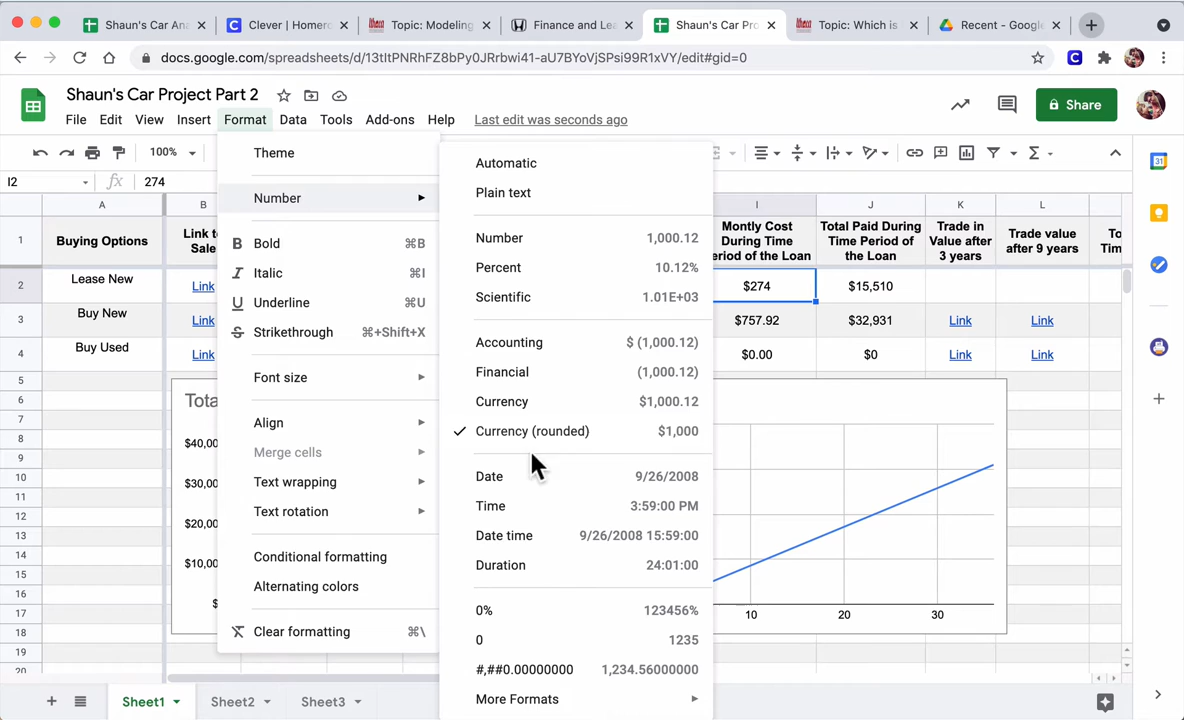 Shaun's Car Ana
Clever | Homero
Topic: Modeling
Finance and Lea
Shaun's Car Pro
Topic: Which is
Recent - Google
docs.google.com/spreadsheets/d/13tItPNRhFZ8bPy0JRrbwi41-aU7BYoVjSPsi99R1xVY/edit#gid=0
Shaun's Car Project Part 2
Share
File Edit View Insert Format Data Tools Add-ons Help Last edit was seconds ago
100%
31
I2
fx 274
A B I J K L
1 Buying Options
Link to
Sale
Montly Cost
During Time
eriod of the Loan
Total Paid During
Time Period of
the Loan
Trade in
Value after
3 years
Trade value
after 9 years
To
Tim
2 Lease New Link $274 $15,510
3 Buy New Link $757.92 $32,931 Link Link
4 Buy Used Link $0.00 $0 Link Link
5
6
7
8
9
10
11
12
13
14
15
16
17
18
19
20
Tota
$40,00
$30,00
$20,00
$10,00
$
10 20 30
Theme
Number
Bold ⌘B
Italic ⌘I
Underline ⌘U
Strikethrough ⌘+Shift+X
Font size
Align
Merge cells
Text wrapping
Text rotation
Conditional formatting
Alternating colors
Clear formatting ⌘\
Automatic
Plain text
Number 1,000.12
Percent 10.12%
Scientific 1.01E+03
Accounting $ (1,000.12)
Financial (1,000.12)
Currency $1,000.12
Currency (rounded) $1,000
Date 9/26/2008
Time 3:59:00 PM
Date time 9/26/2008 15:59:00
Duration 24:01:00
0% 123456%
0 1235
#,##0.00000000 1,234.56000000
More Formats
Sheet1 Sheet2 Sheet3